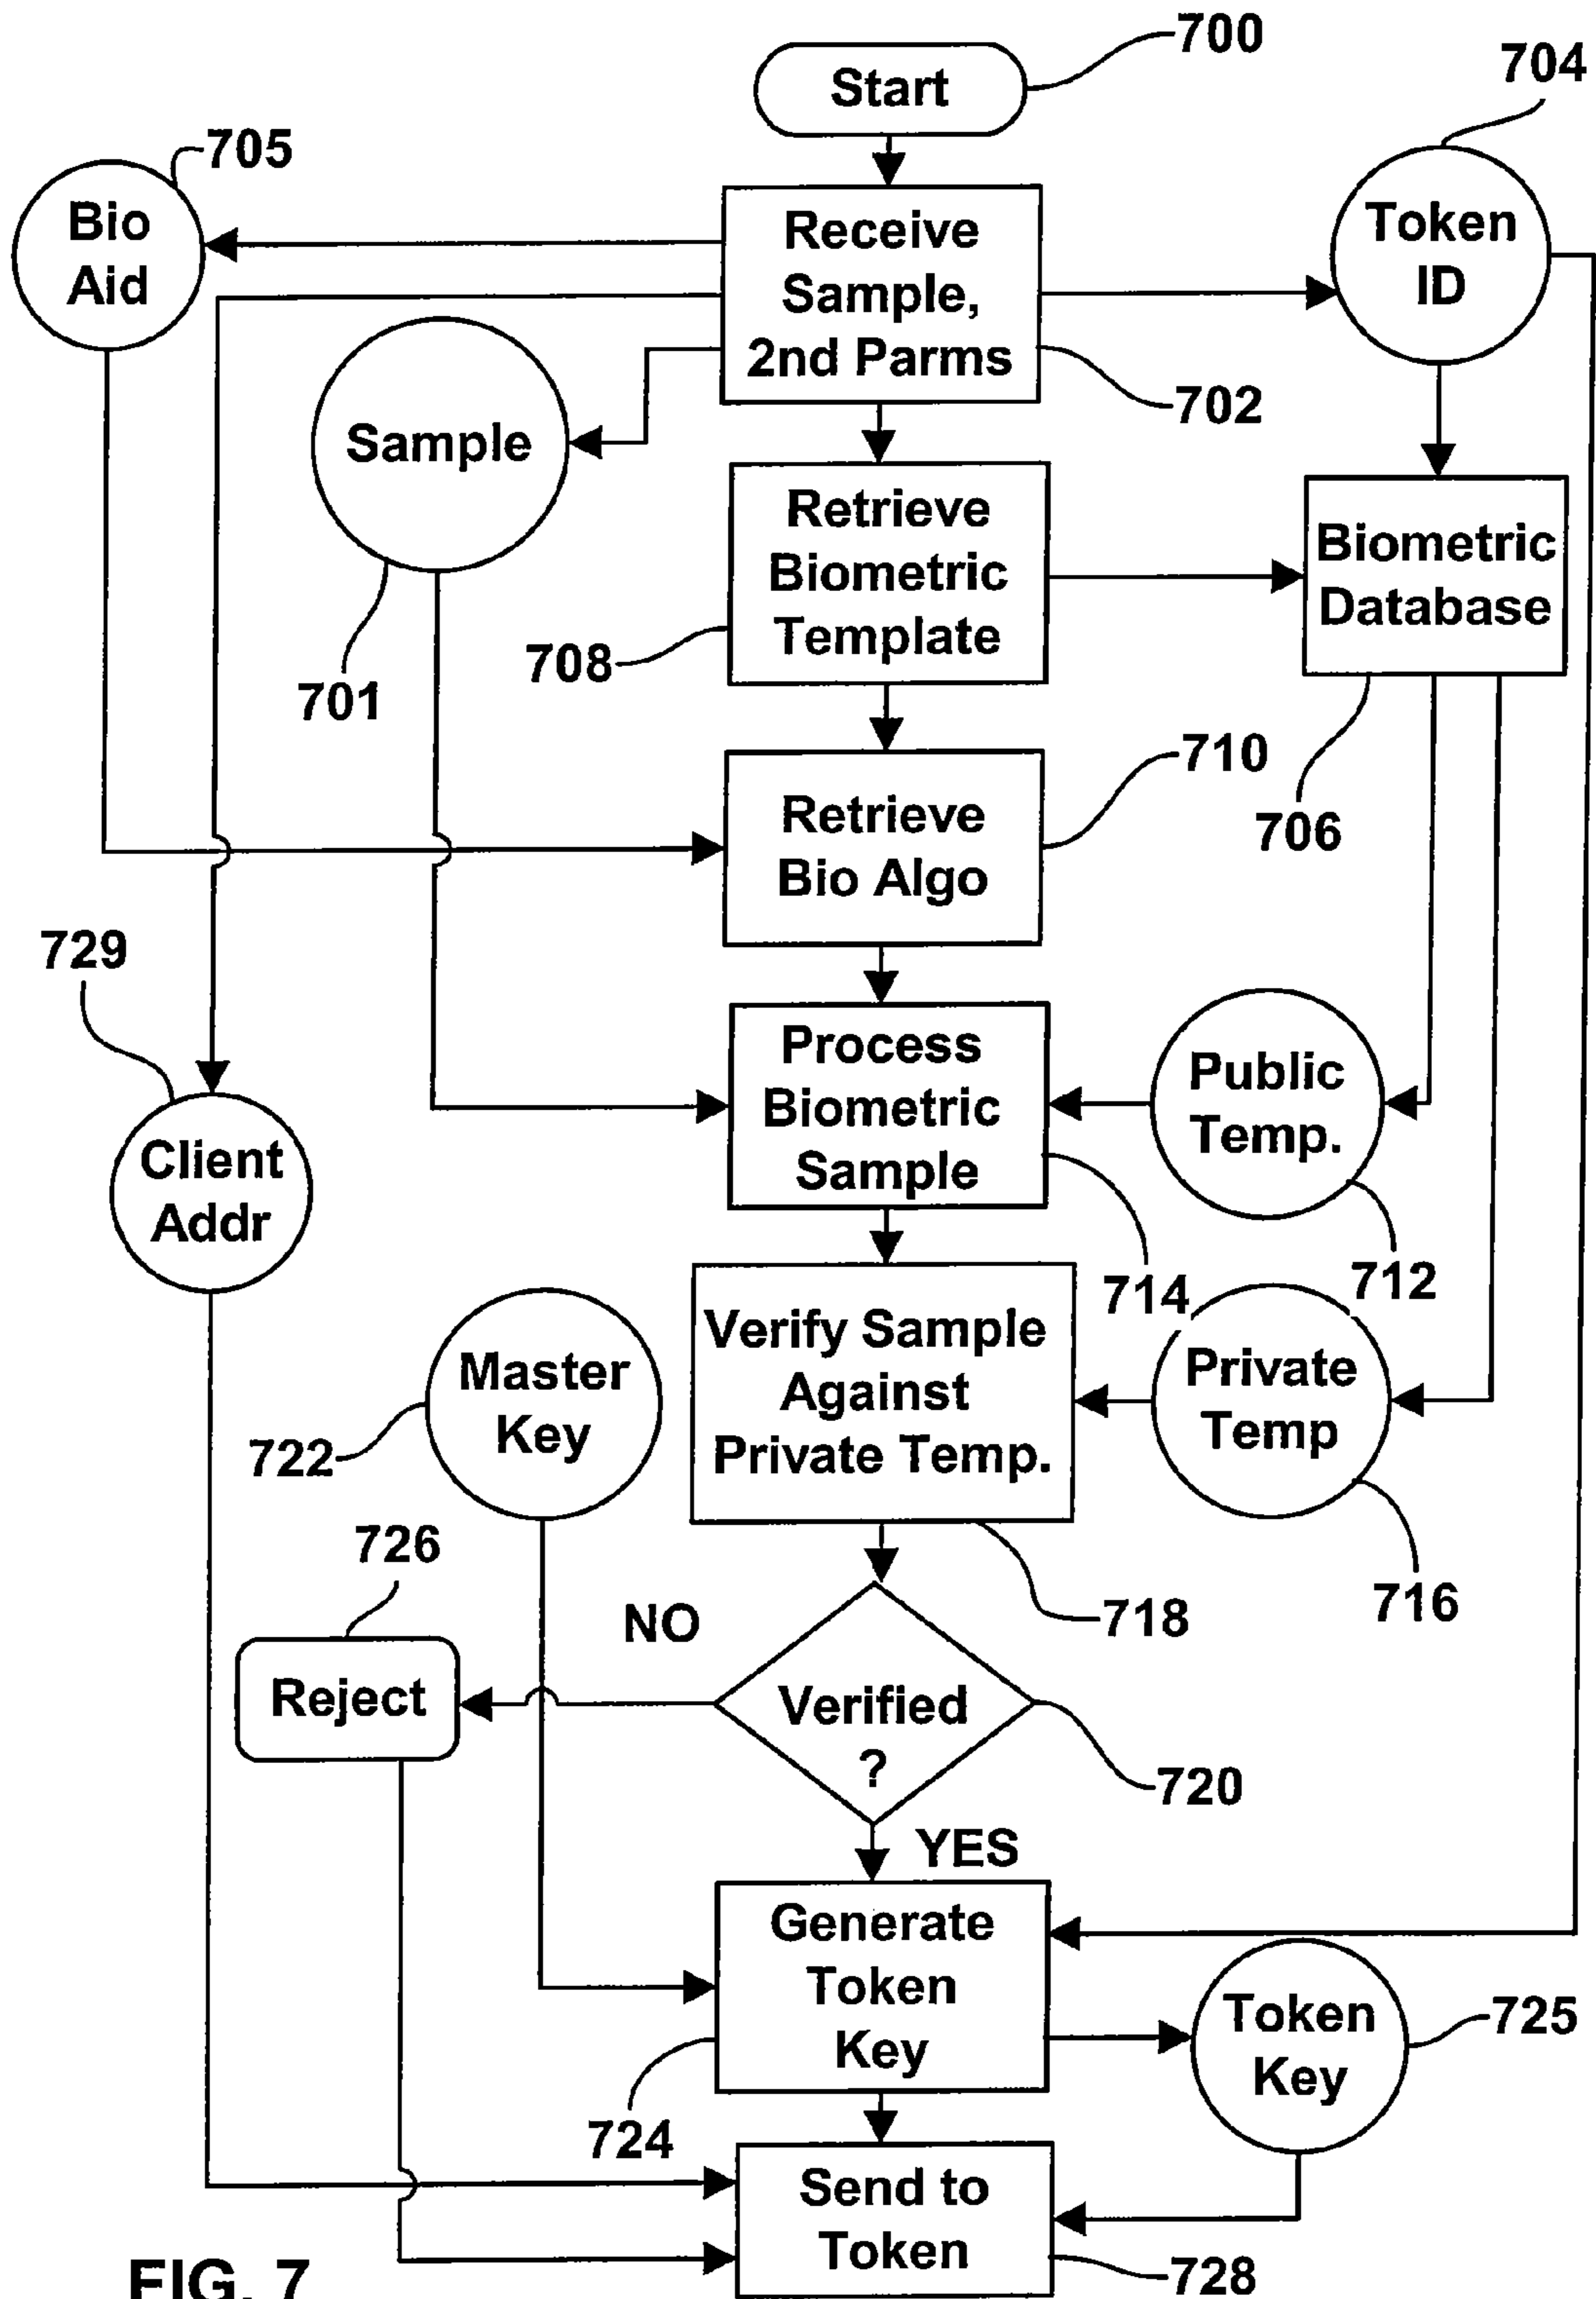 700
Start
704
705
Bio
Aid
Receive
Sample,
2nd Parms
Token
ID
702
Sample
701
Retrieve
Biometric
Template
708
Biometric
Database
706
710
Retrieve
Bio Algo
729
Process
Biometric
Sample
714
Public
Temp.
712
Client
Addr
Master
Key
722
Verify Sample
Against
Private Temp.
Private
Temp
716
718
726
NO
Reject
Verified
?
720
YES
Generate
Token
Key
724
Token
Key
725
Send to
Token
728
FIG. 7